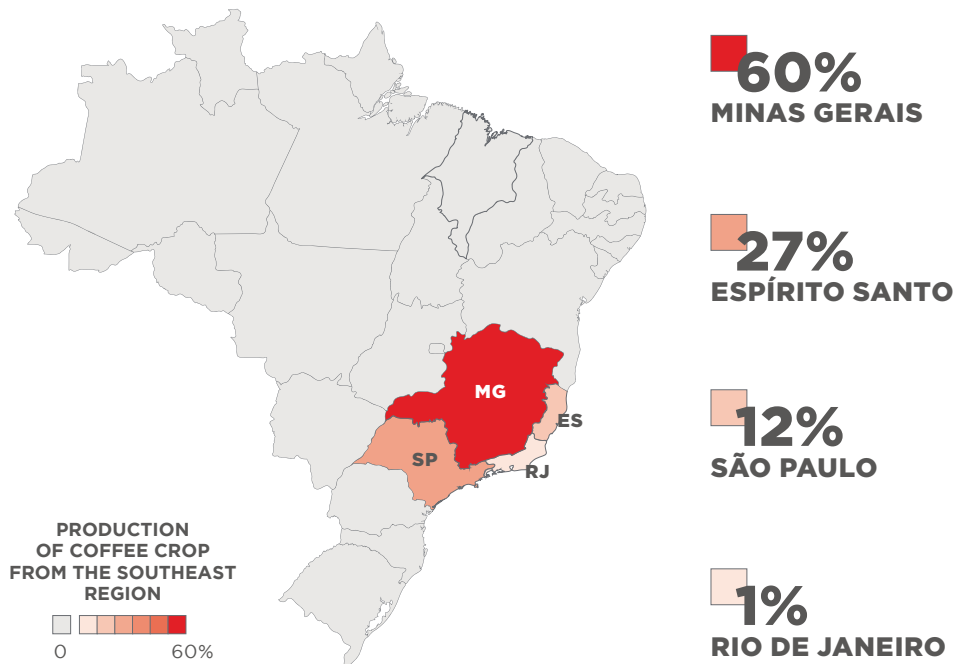 60%
MINAS GERAIS
27%
ESPÍRITO SANTO
12%
SÃO PAULO
1%
RIO DE JANEIRO
MG
ES
SP
RJ
PRODUCTION
OF COFFEE CROP
FROM THE SOUTHEAST
REGION
0
60%